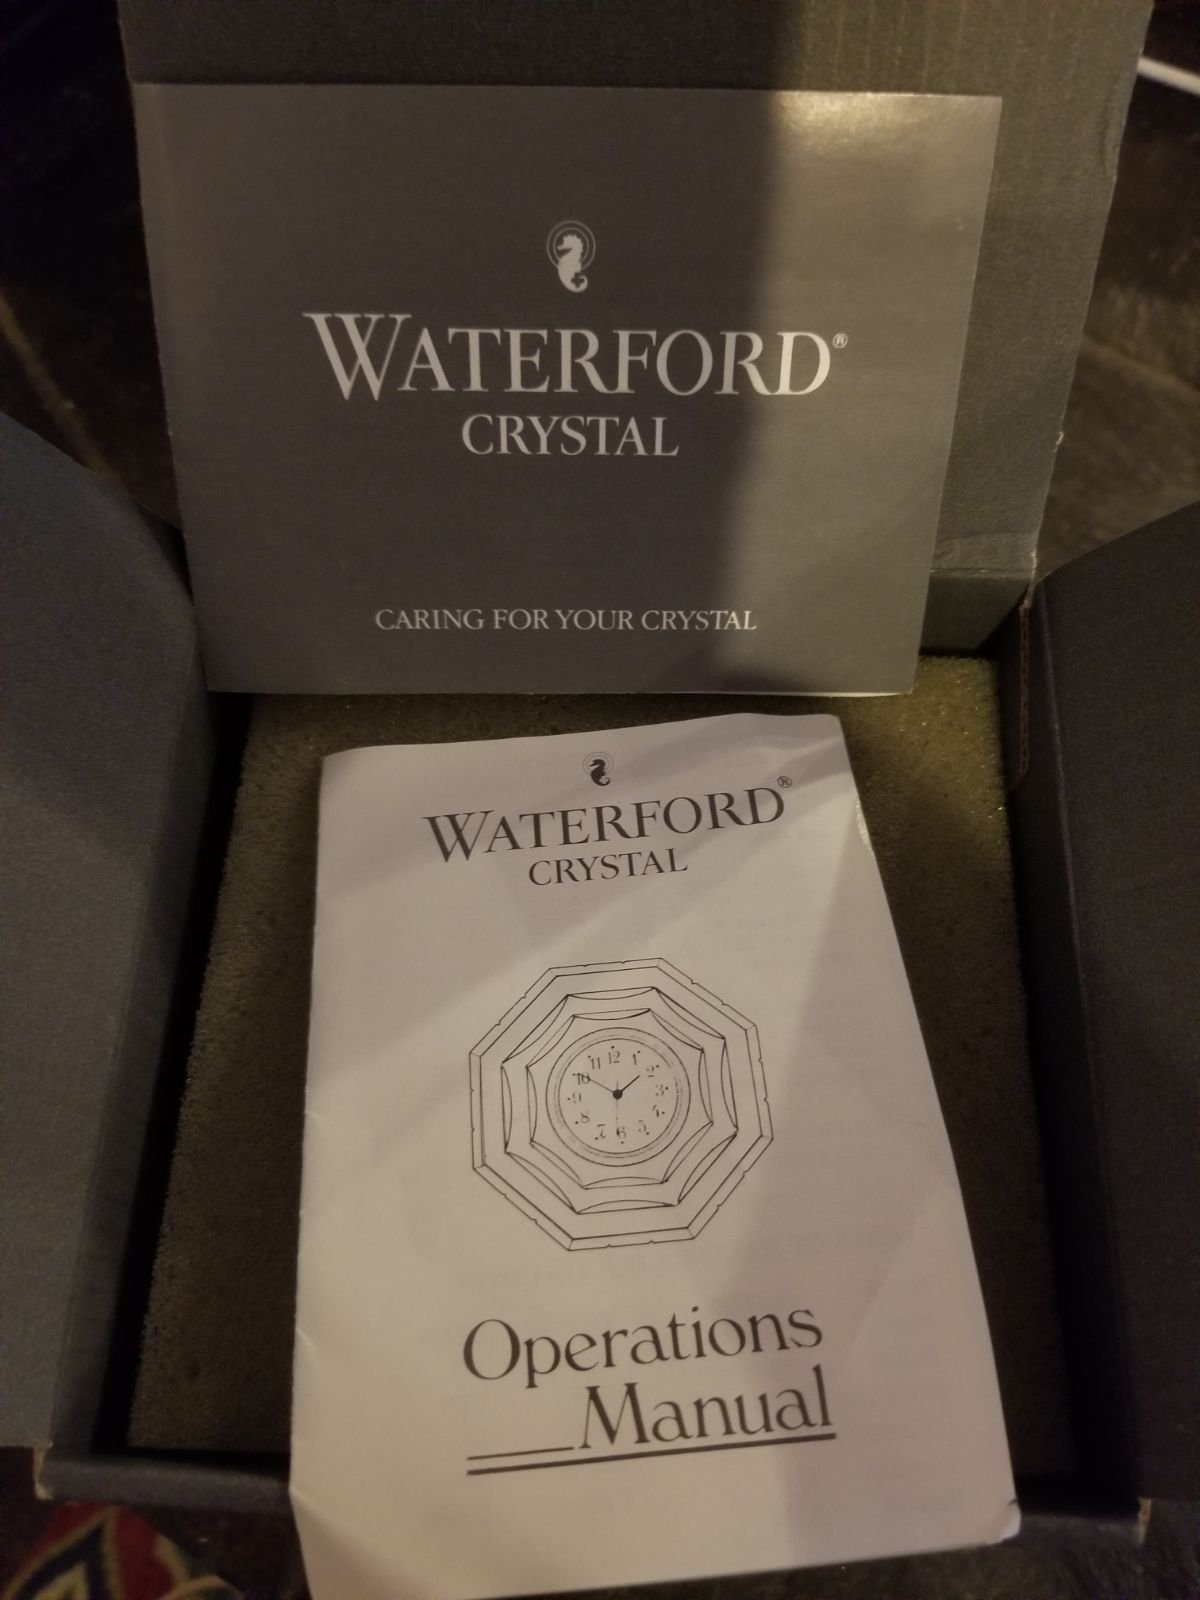 WATERFORD®
CRYSTAL
CARING FOR YOUR CRYSTAL
WATERFORD®
CRYSTAL
12
11 1
10 2
9 3
8 4
7 5
6
Operations
Manual